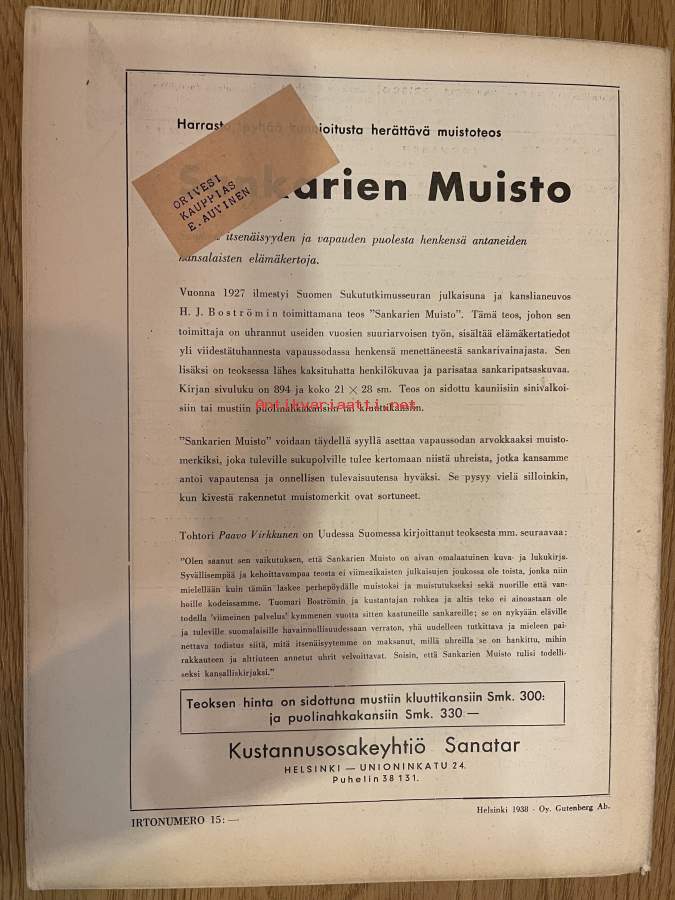 Harrasta, pyhää kunnioitusta herättävä muistoteos
Sankarien Muisto
ORIVESI
KAUPPIAS
E. AUVINEN
itsenäisyyden ja vapauden puolesta henkensä antaneiden
kansalaisten elämäkertoja.
Vuonna 1927 ilmestyi Suomen Sukututkimusseuran julkaisuna ja kanslianeuvos
H. J. Boströmin toimittamana teos "Sankarien Muisto". Tämä teos, johon sen
toimittaja on uhrannut useiden vuosien suuriarvoisen työn, sisältää elämäkertatiedot
yli viidestätuhannesta vapaussodassa henkensä menettäneestä sankarivainajasta. Sen
lisäksi on teoksessa lähes kaksituhatta henkilökuvaa ja parisataa sankaripatsaskuvaa.
Kirjan sivuluku on 894 ja koko 21 × 28 sm. Teos on sidottu kauniisiin sinivalkoi-
siin tai mustiin puolinahkakansiin tai kluuttikansiin.
Antikvariaatti.net
"Sankarien Muisto" voidaan täydellä syyllä asettaa vapaussodan arvokkaaksi muisto-
merkiksi, joka tuleville sukupolville tulee kertomaan niistä uhreista, jotka kansamme
antoi vapautensa ja onnellisen tulevaisuutensa hyväksi. Se pysyy vielä silloinkin,
kun kivestä rakennetut muistomerkit ovat sortuneet.
Tohtori Paavo Virkkunen on Uudessa Suomessa kirjoittanut teoksesta mm. seuraavaa:
"Olen saanut sen vaikutuksen, että Sankarien Muisto on aivan omalaatuinen kuva- ja lukukirja.
Syvällisempää ja kehoittavampaa teosta ei viimeaikaisten julkaisujen joukossa ole toista, jonka niin
mielellään kuin tämän laskee perhepöydälle muistoksi ja muistutukseksi sekä nuorille että van-
hoille kodeissamme. Tuomari Boströmin ja kustantajan rohkea ja altis teko ei ainoastaan ole
todella 'viimeinen palvelus' kymmenen vuotta sitten kaatuneille sankareille; se on nykyään eläville
ja tuleville suomalaisille havainnollisuudessaan verraton, yhä uudelleen tutkittava ja mieleen pai-
nettava todistus siitä, mitä itsenäisyytemme on maksanut, millä uhreilla se on hankittu, mihin
rakkauteen ja alttiuteen annetut uhrit velvoittavat. Soisin, että Sankarien Muisto tulisi todelli-
seksi kansalliskirjaksi."
Teoksen hinta on sidottuna mustiin kluuttikansiin Smk. 300:
ja puolinahkakansiin Smk. 330 —
Kustannusosakeyhtiö Sanatar
HELSINKI — UNIONINKATU 24.
Puhelin 38 131.
IRTONUMERO 15: —
Helsinki 1938 - Oy. Gutenberg Ab.